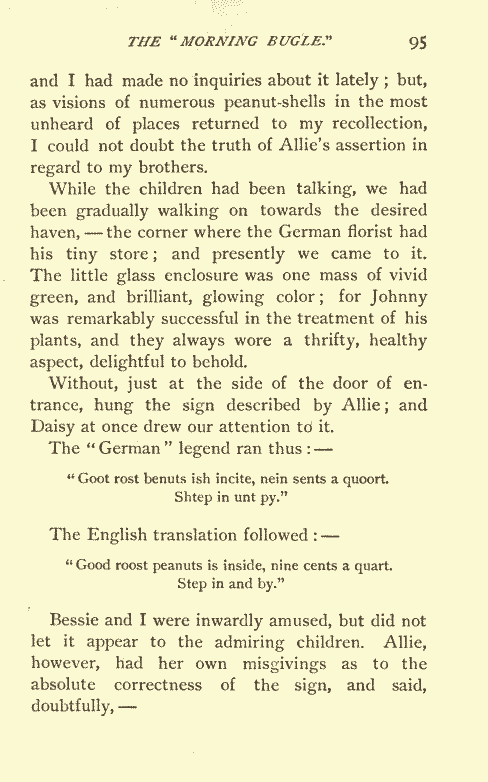 THE "MORNING BUGLE." 95
and I had made no inquiries about it lately; but,
as visions of numerous peanut-shells in the most
unheard of places returned to my recollection,
I could not doubt the truth of Allie's assertion in
regard to my brothers.
While the children had been talking, we had
been gradually walking on towards the desired
haven, — the corner where the German florist had
his tiny store; and presently we came to it.
The little glass enclosure was one mass of vivid
green, and brilliant, glowing color; for Johnny
was remarkably successful in the treatment of his
plants, and they always wore a thrifty, healthy
aspect, delightful to behold.
Without, just at the side of the door of en-
trance, hung the sign described by Allie; and
Daisy at once drew our attention to it.
The "German" legend ran thus: —
"Goot rost benuts ish incite, nein sents a quoort.
Shtep in unt py."
The English translation followed: —
"Good roost peanuts is inside, nine cents a quart.
Step in and by."
Bessie and I were inwardly amused, but did not
let it appear to the admiring children. Allie,
however, had her own misgivings as to the
absolute correctness of the sign, and said,
doubtfully, —